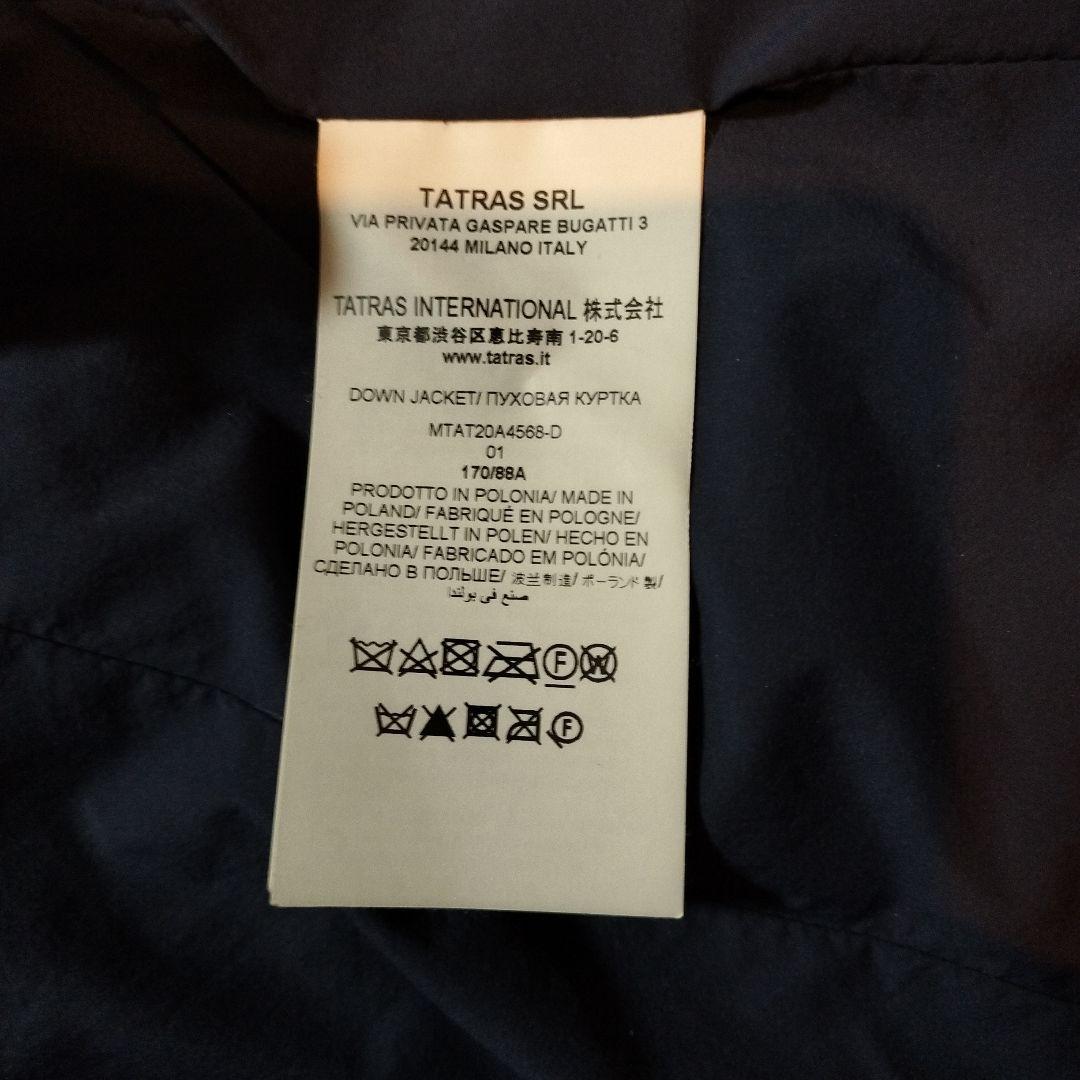 TATRAS SRL
VIA PRIVATA GASPARE BUGATTI 3
20144 MILANO ITALY
TATRAS INTERNATIONAL 株式会社
東京都渋谷区恵比寿南 1-20-6
www.tatras.it
DOWN JACKET/ ПУХОВАЯ КУРТКА
MTAT20A4568-D
01
170/88A
PRODOTTO IN POLONIA/ MADE IN
POLAND/ FABRIQUÉ EN POLOGNE/
HERGESTELLT IN POLEN/ HECHO EN
POLONIA/ FABRICADO EM POLÓNIA/
СДЕЛАНО В ПОЛЬШЕ/ 波兰制造/ ポーランド製/
صنع في بولندا
F W
F